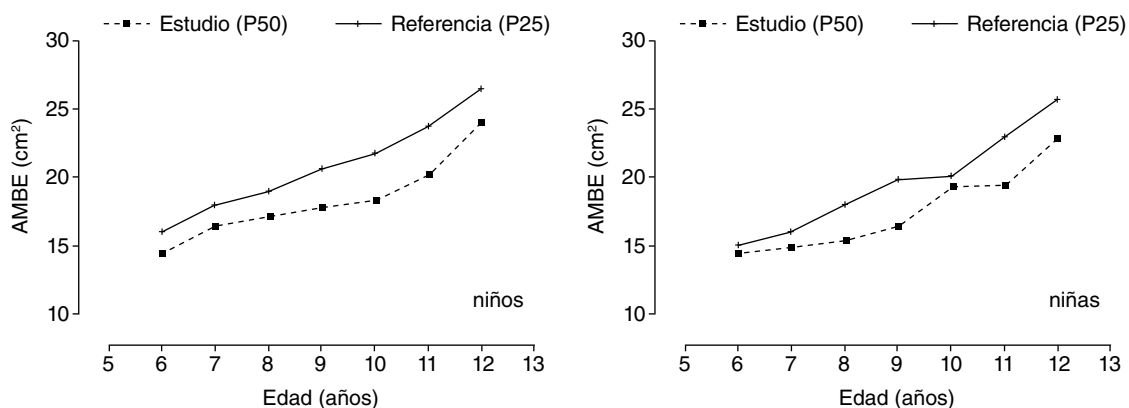 Estudio (P50) Referencia (P25)
30
25
20
15
10
AMBE (cm²)
niños
5 6 7 8 9 10 11 12 13
Edad (años)
Estudio (P50) Referencia (P25)
30
25
20
15
10
AMBE (cm²)
niñas
5 6 7 8 9 10 11 12 13
Edad (años)